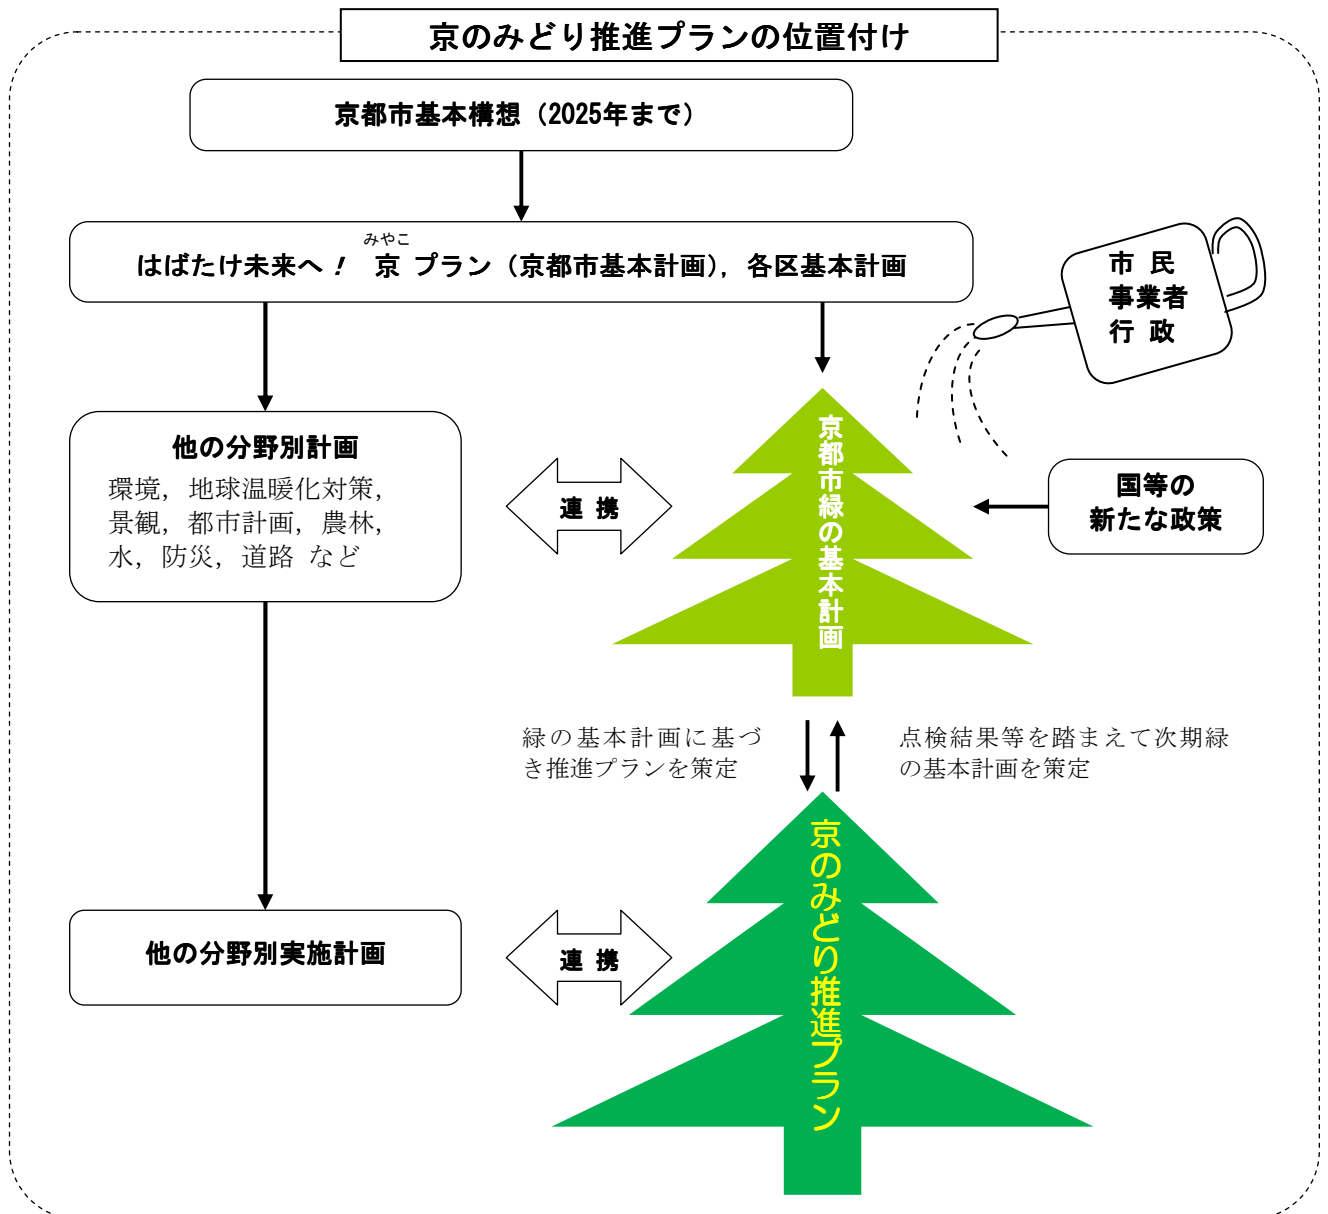 京のみどり推進プランの位置付け
京都市基本構想（2025年まで）
みやこ
はばたけ未来へ！ 京 プラン（京都市基本計画），各区基本計画
市 民
事業者
行 政
他の分野別計画
環境，地球温暖化対策，
景観，都市計画，農林，
水，防災，道路 など
連 携
京都市緑の基本計画
国等の
新たな政策
緑の基本計画に基づ
き推進プランを策定
点検結果等を踏まえて次期緑
の基本計画を策定
他の分野別実施計画
連 携
京のみどり推進プラン